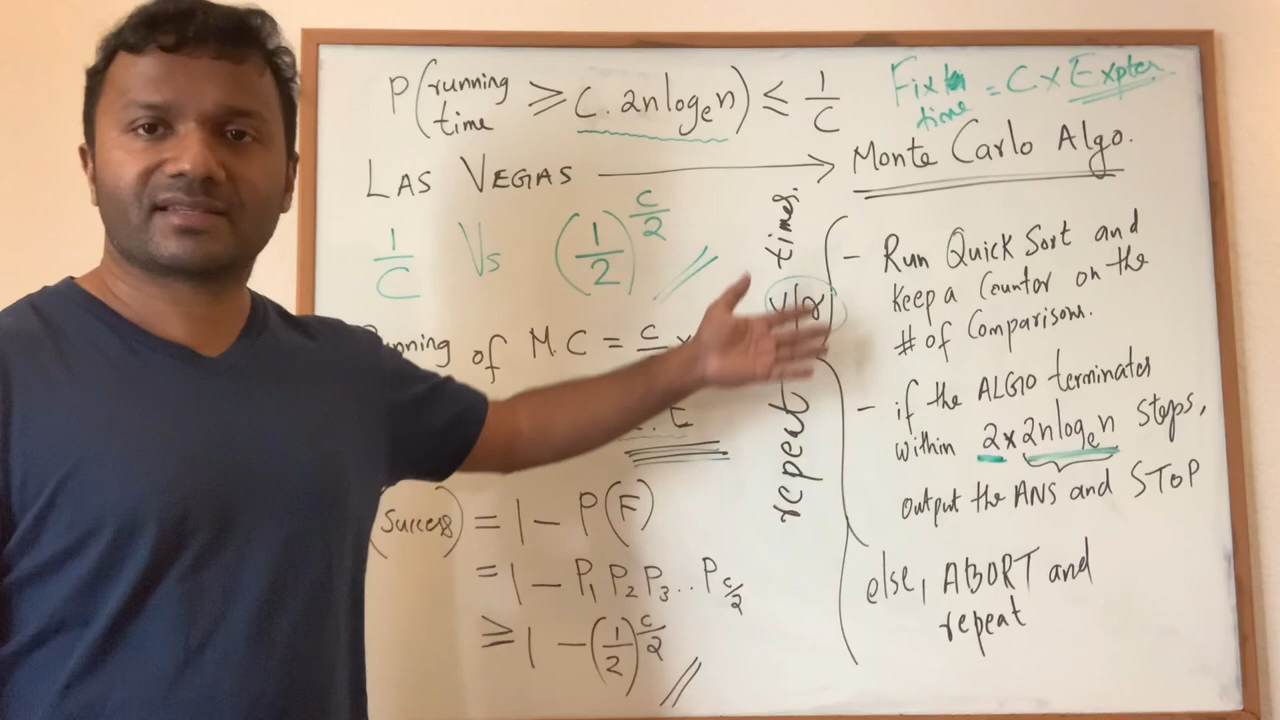 P(running time ≥ C. 2nlogₑn) ≤ 1/C
Fix time = C × Expter
LAS VEGAS → Monte Carlo Algo.
1/C Vs (1/2)^(C/2)
of M.C = C
Success) = 1 - P(F)
= 1 - P₁ P₂ P₃ .. P_(C/2)
≥ 1 - (1/2)^(C/2)
repeat C/2 times.
- Run Quick Sort and
Keep a Counter on the
# of Comparisons.
- if the ALGO terminates
within 2 × 2nlogₑn Steps,
output the ANS and STOP
else, ABORT and
repeat